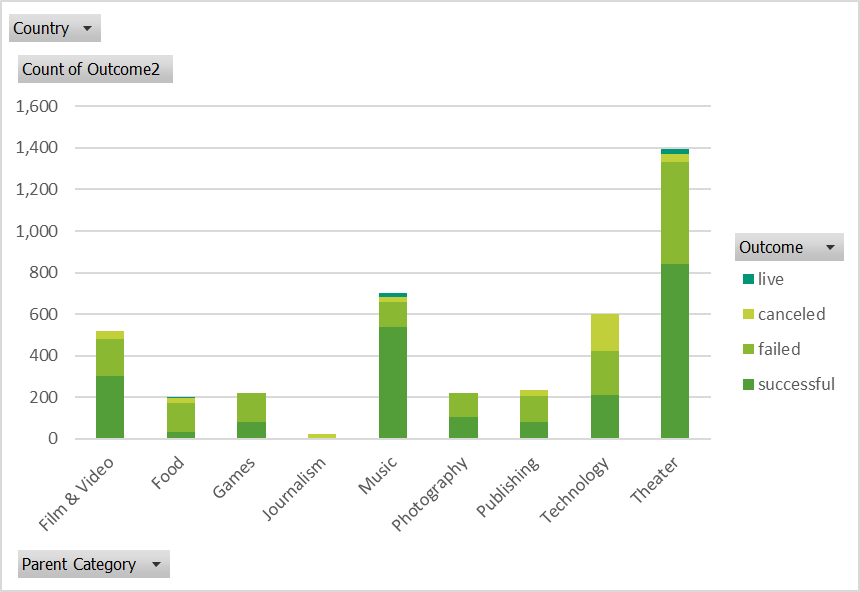 Country
Count of Outcome2
1,600
1,400
1,200
1,000
800
600
400
200
0
Outcome
live
canceled
failed
successful
Film & Video
Food
Games
Journalism
Music
Photography
Publishing
Technology
Theater
Parent Category